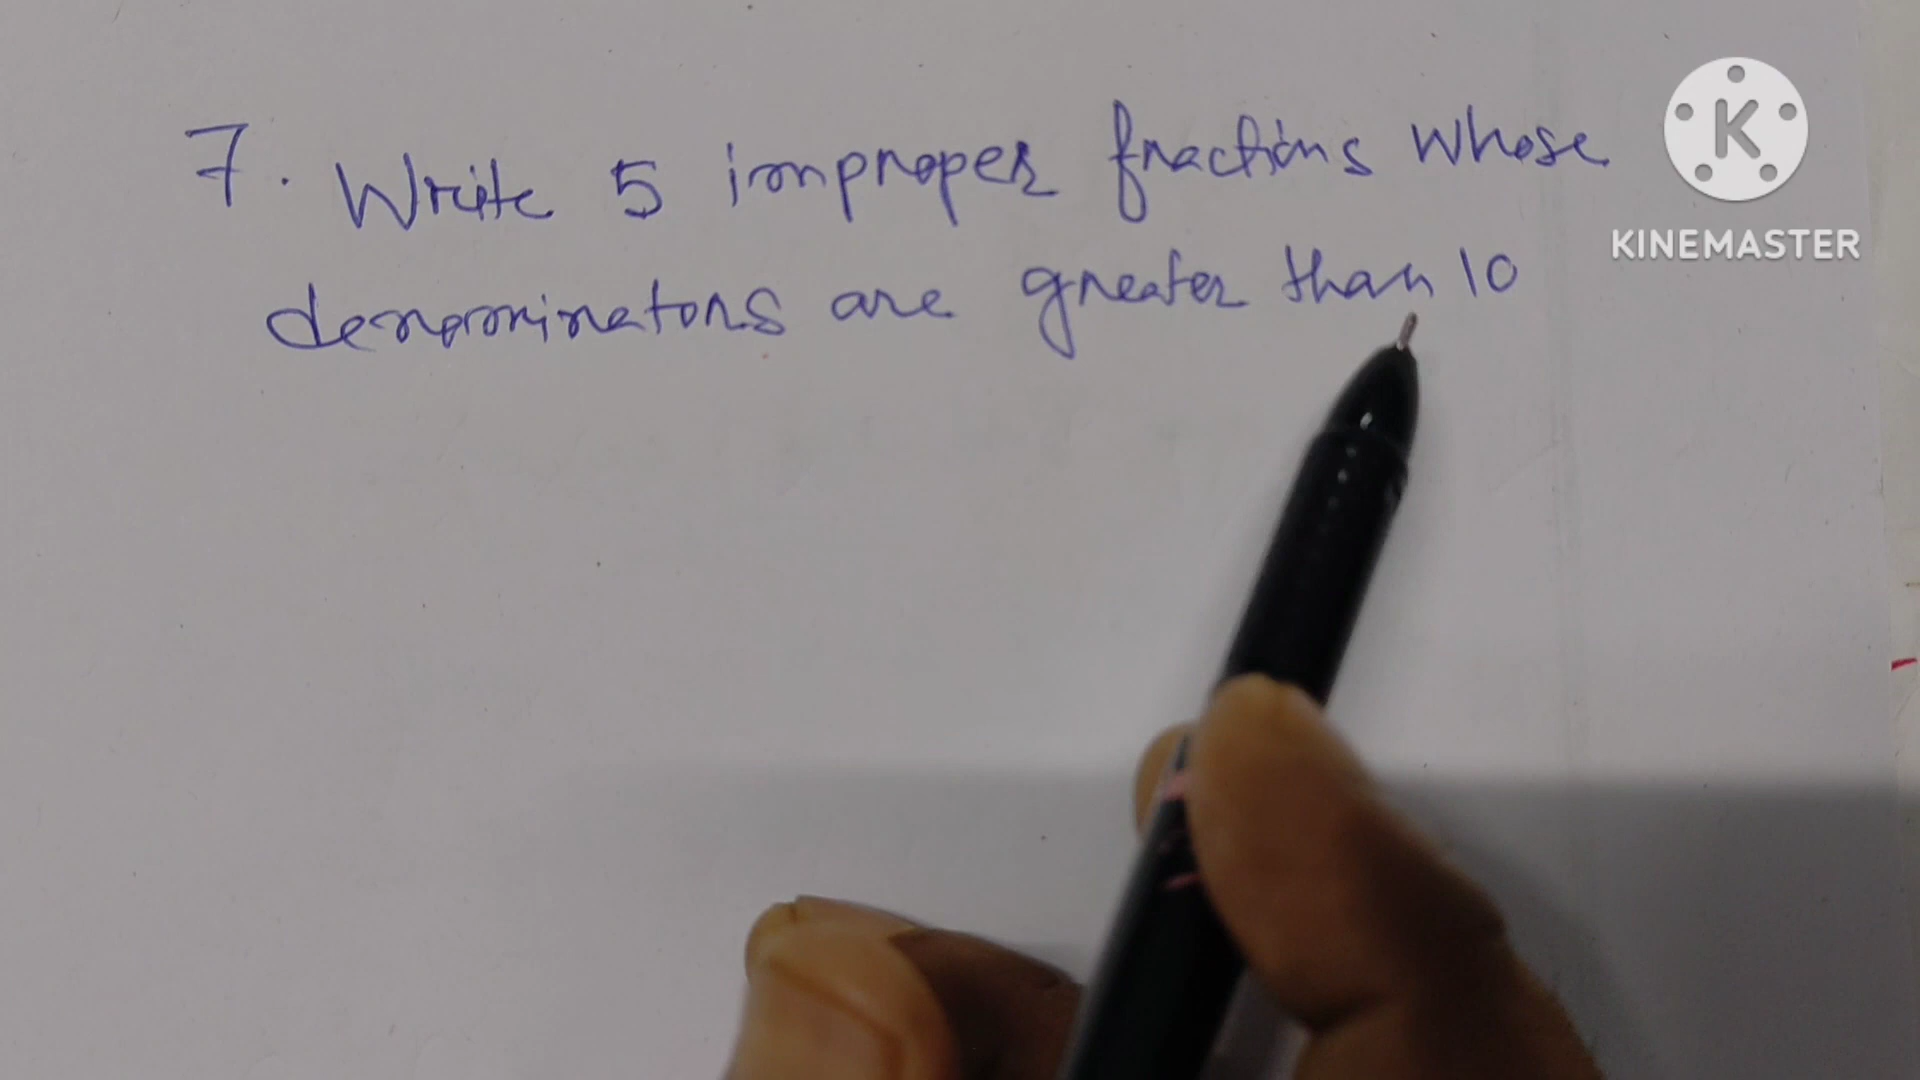 7. Write 5 improper fractions whose
denominators are greater than 10
K
KINEMASTER